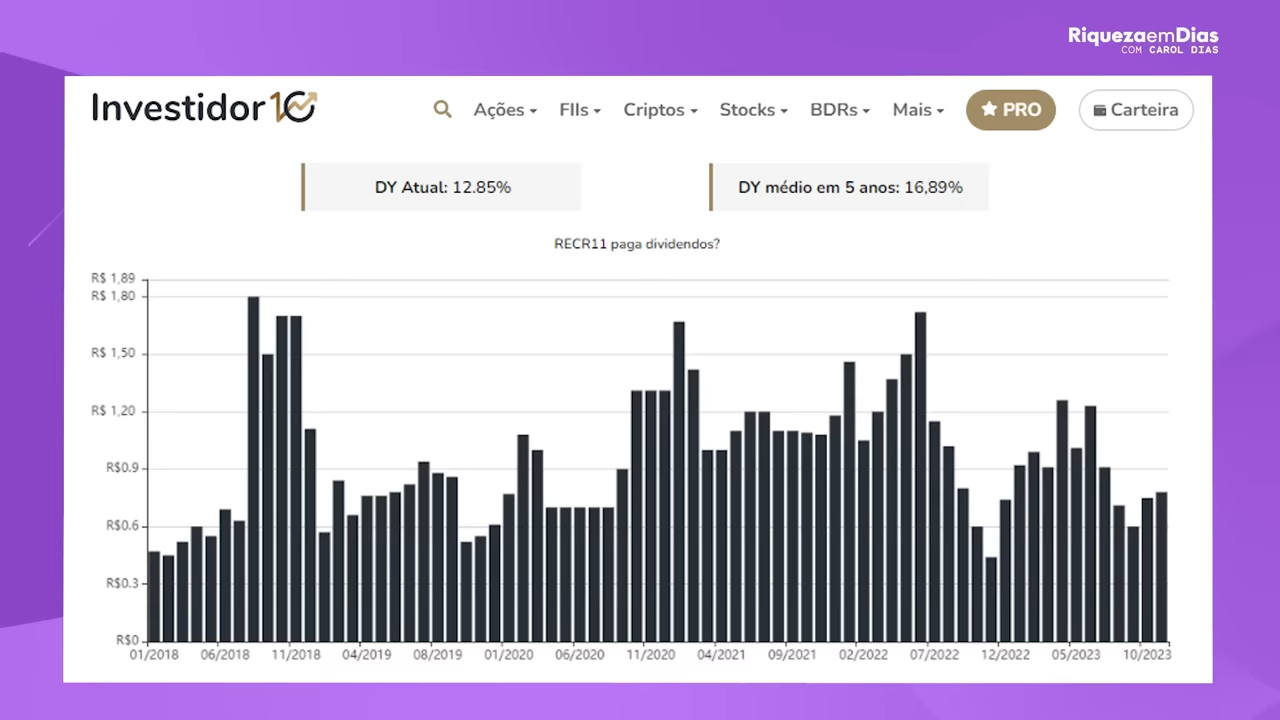 RiquezaemDias
COM CAROL DIAS
Investidor 10
Ações
FIIs
Criptos
Stocks
BDRs
Mais
PRO
Carteira
DY Atual: 12.85%
DY médio em 5 anos: 16,89%
RECR11 paga dividendos?
R$ 1,89
R$ 1,80
R$ 1,50
R$ 1,20
R$0.9
R$0.6
R$0.3
R$0
01/2018 06/2018 11/2018 04/2019 08/2019 01/2020 06/2020 11/2020 04/2021 09/2021 02/2022 07/2022 12/2022 05/2023 10/2023